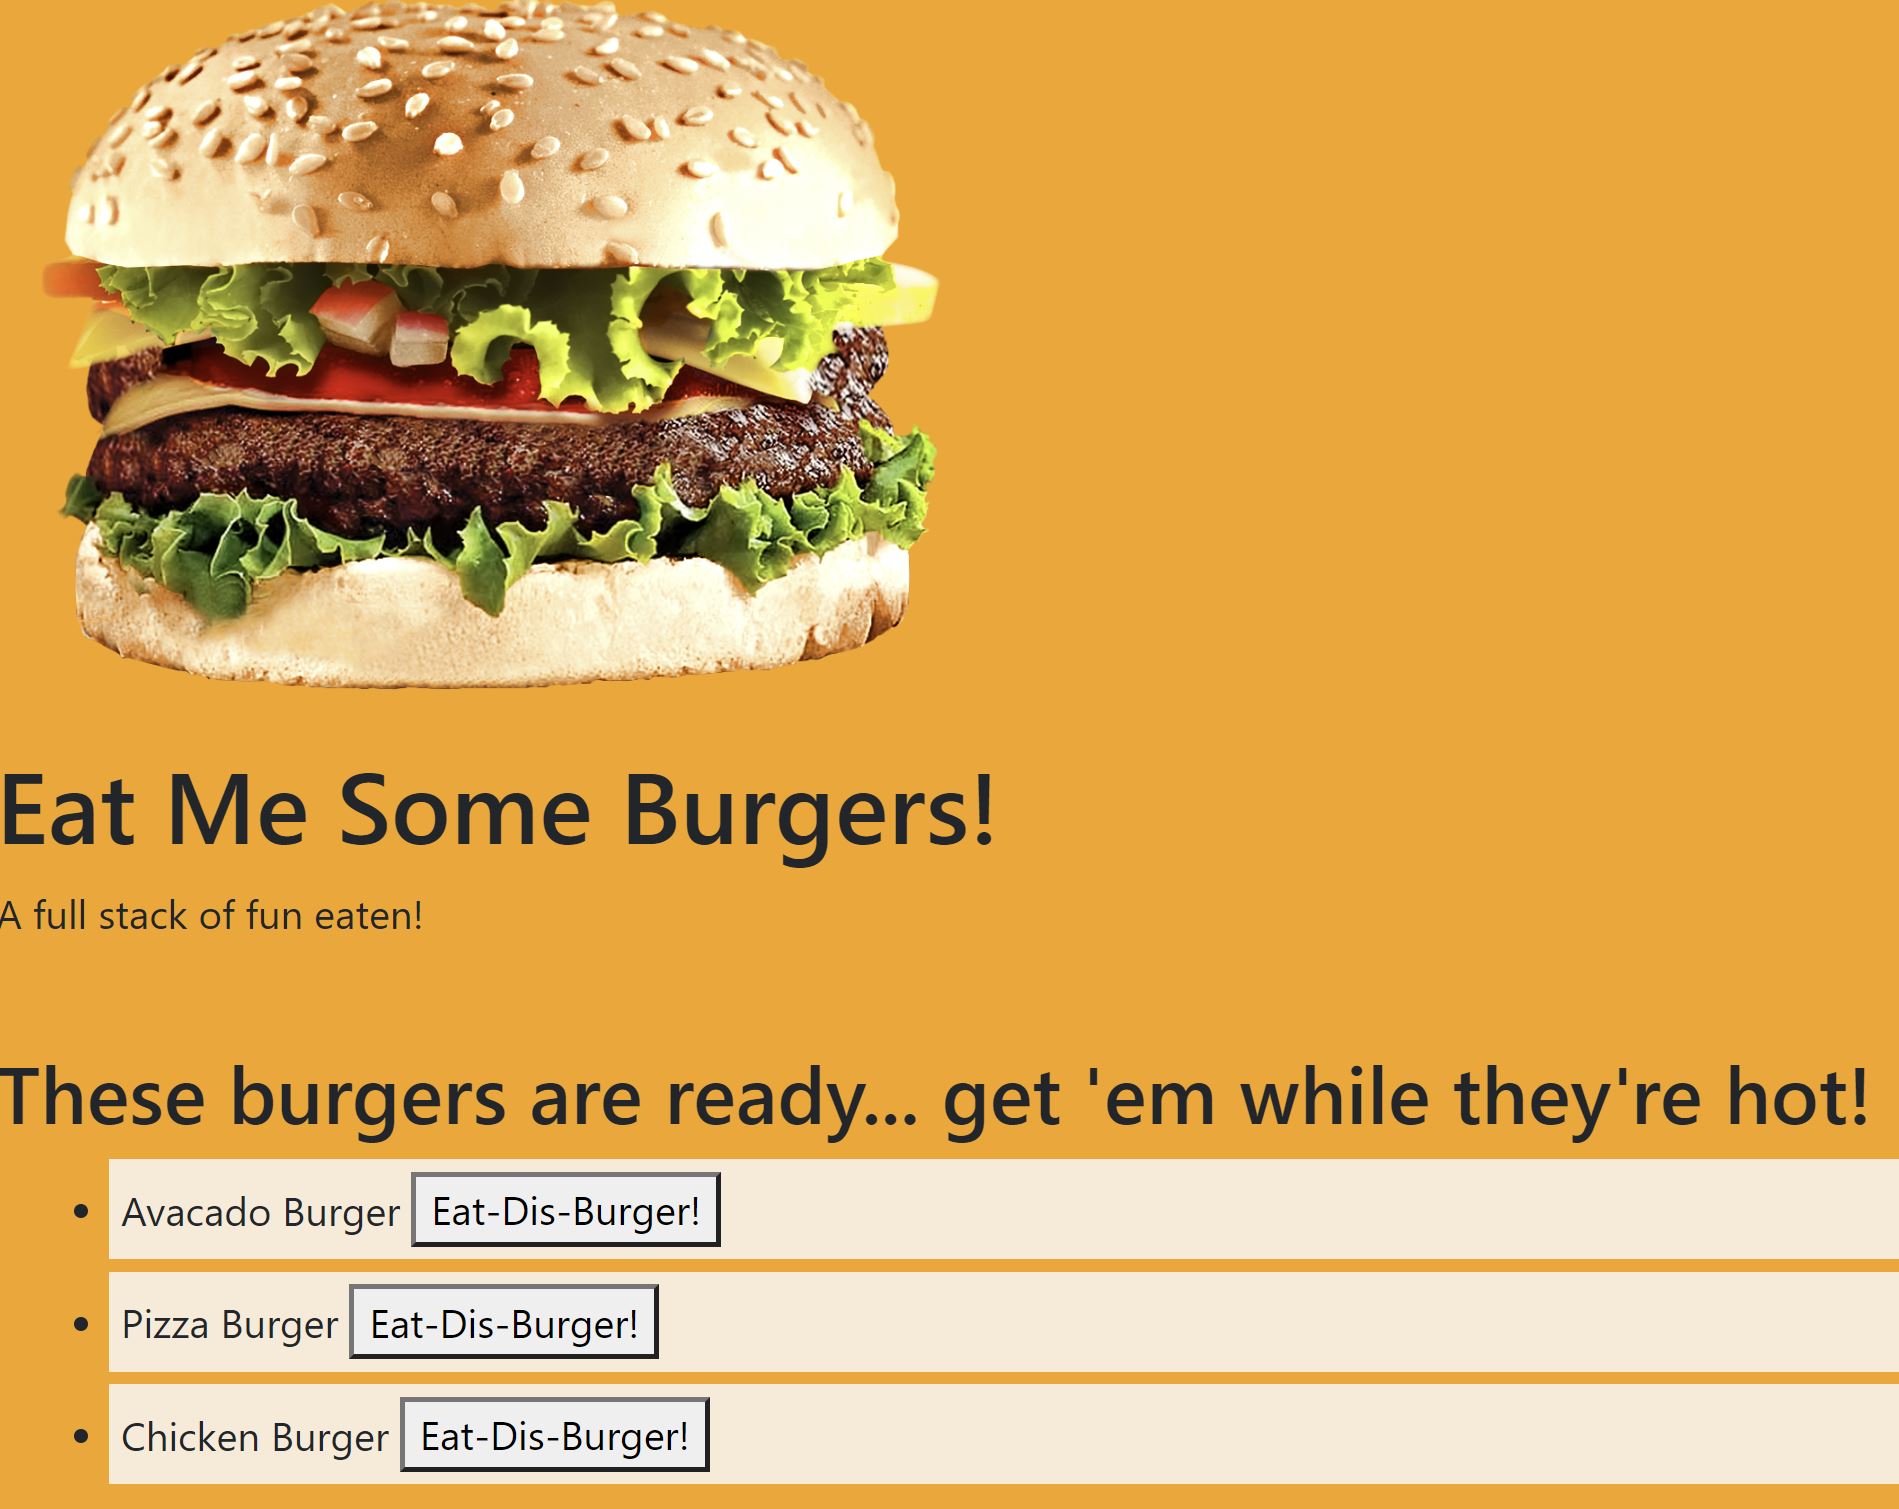 Eat Me Some Burgers!
A full stack of fun eaten!
These burgers are ready... get 'em while they're hot!
Avacado Burger Eat-Dis-Burger!
Pizza Burger Eat-Dis-Burger!
Chicken Burger Eat-Dis-Burger!